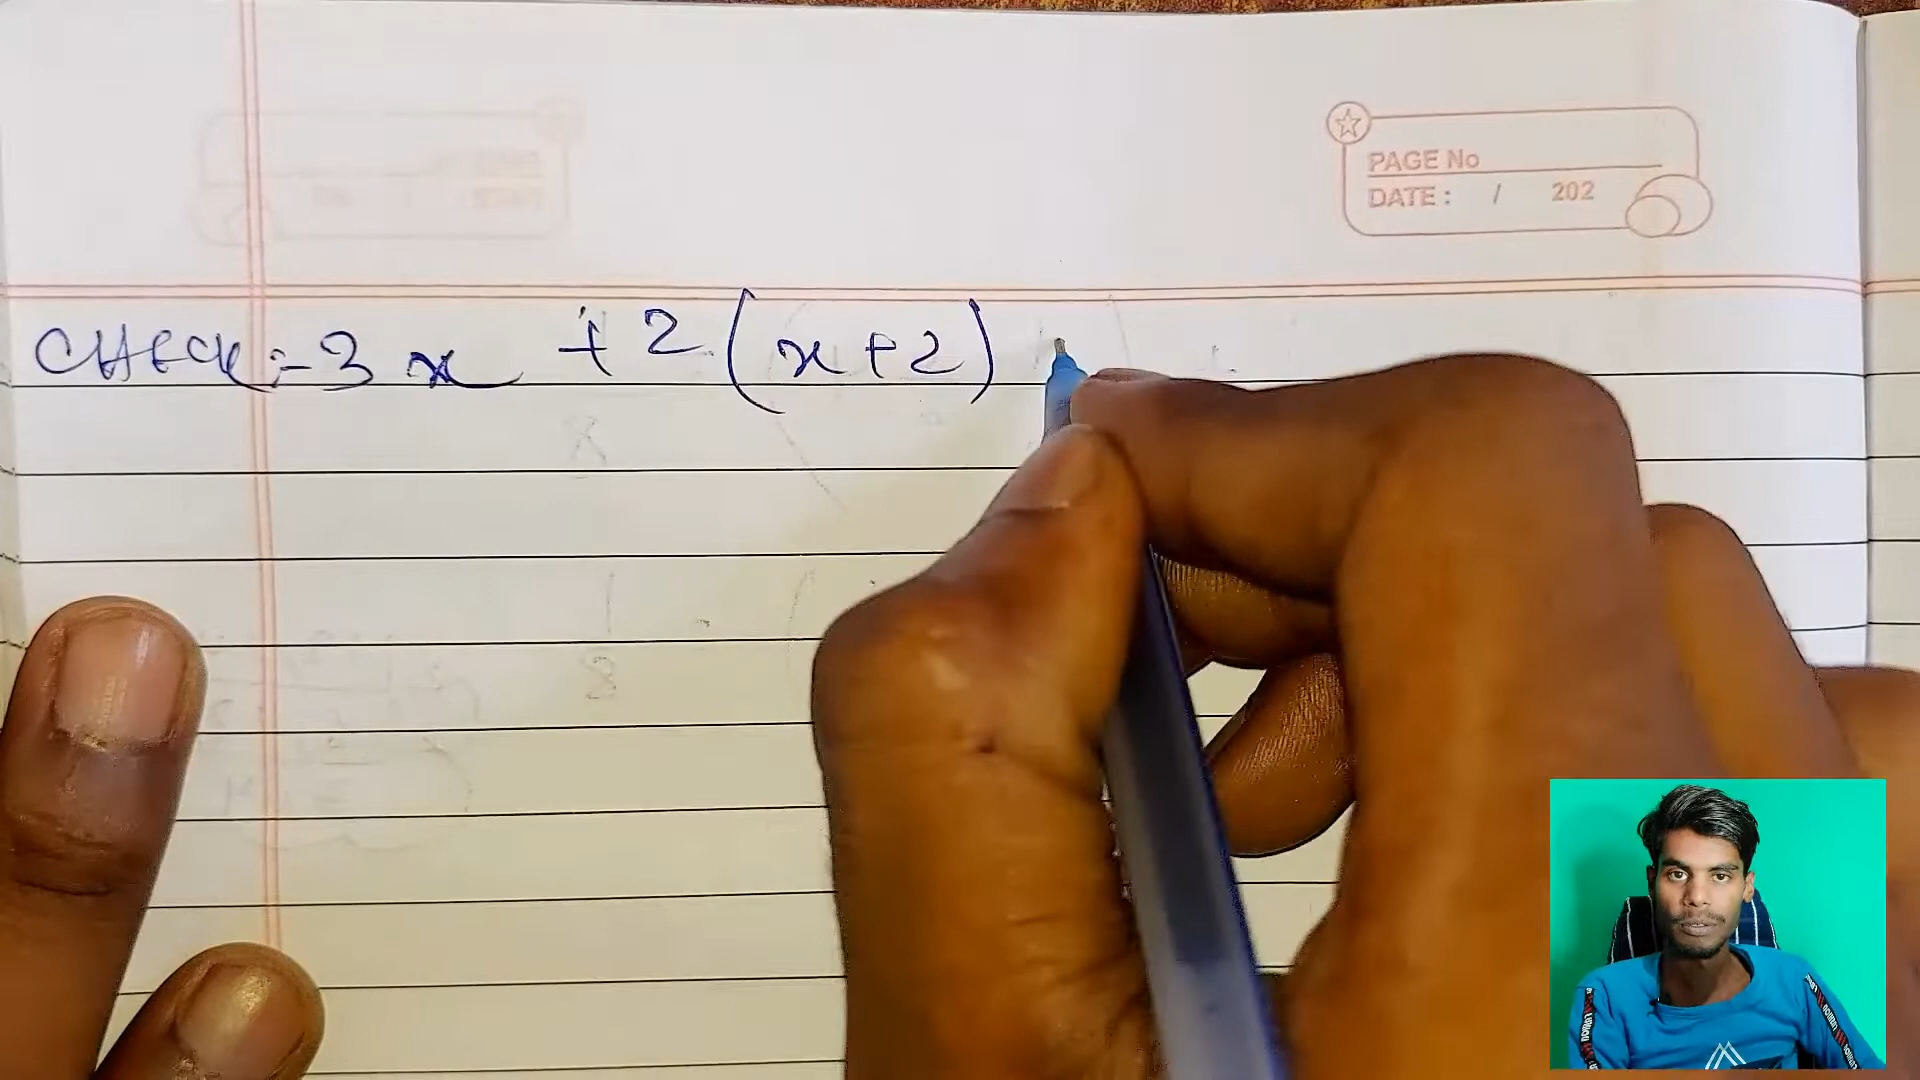 PAGE No
DATE : / 202
CHECK:- 3x + 2 (x+2)